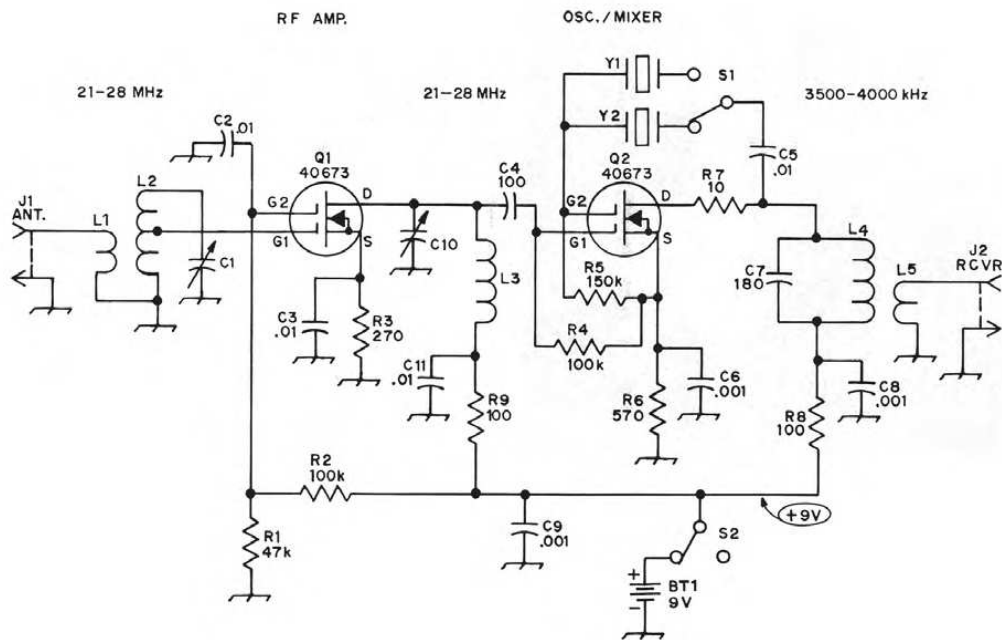 RF AMP.
OSC./MIXER
Y1
S1
21-28 MHz
21-28 MHz
Y2
3500-4000 kHz
C2
.01
Q1
40673
C4
100
Q2
40673
C5
.01
R7
10
J1
ANT.
L1
L2
G2
D
G1
S
C1
C10
G2
D
G1
S
L4
J2
RCVR
L3
R5
150k
C7
180
L5
C3
.01
R3
270
R4
100k
C11
.01
R9
100
R6
570
C6
.001
R8
100
C8
.001
R2
100k
R1
47k
C9
.001
S2
+9V
+
BT1
-
9V